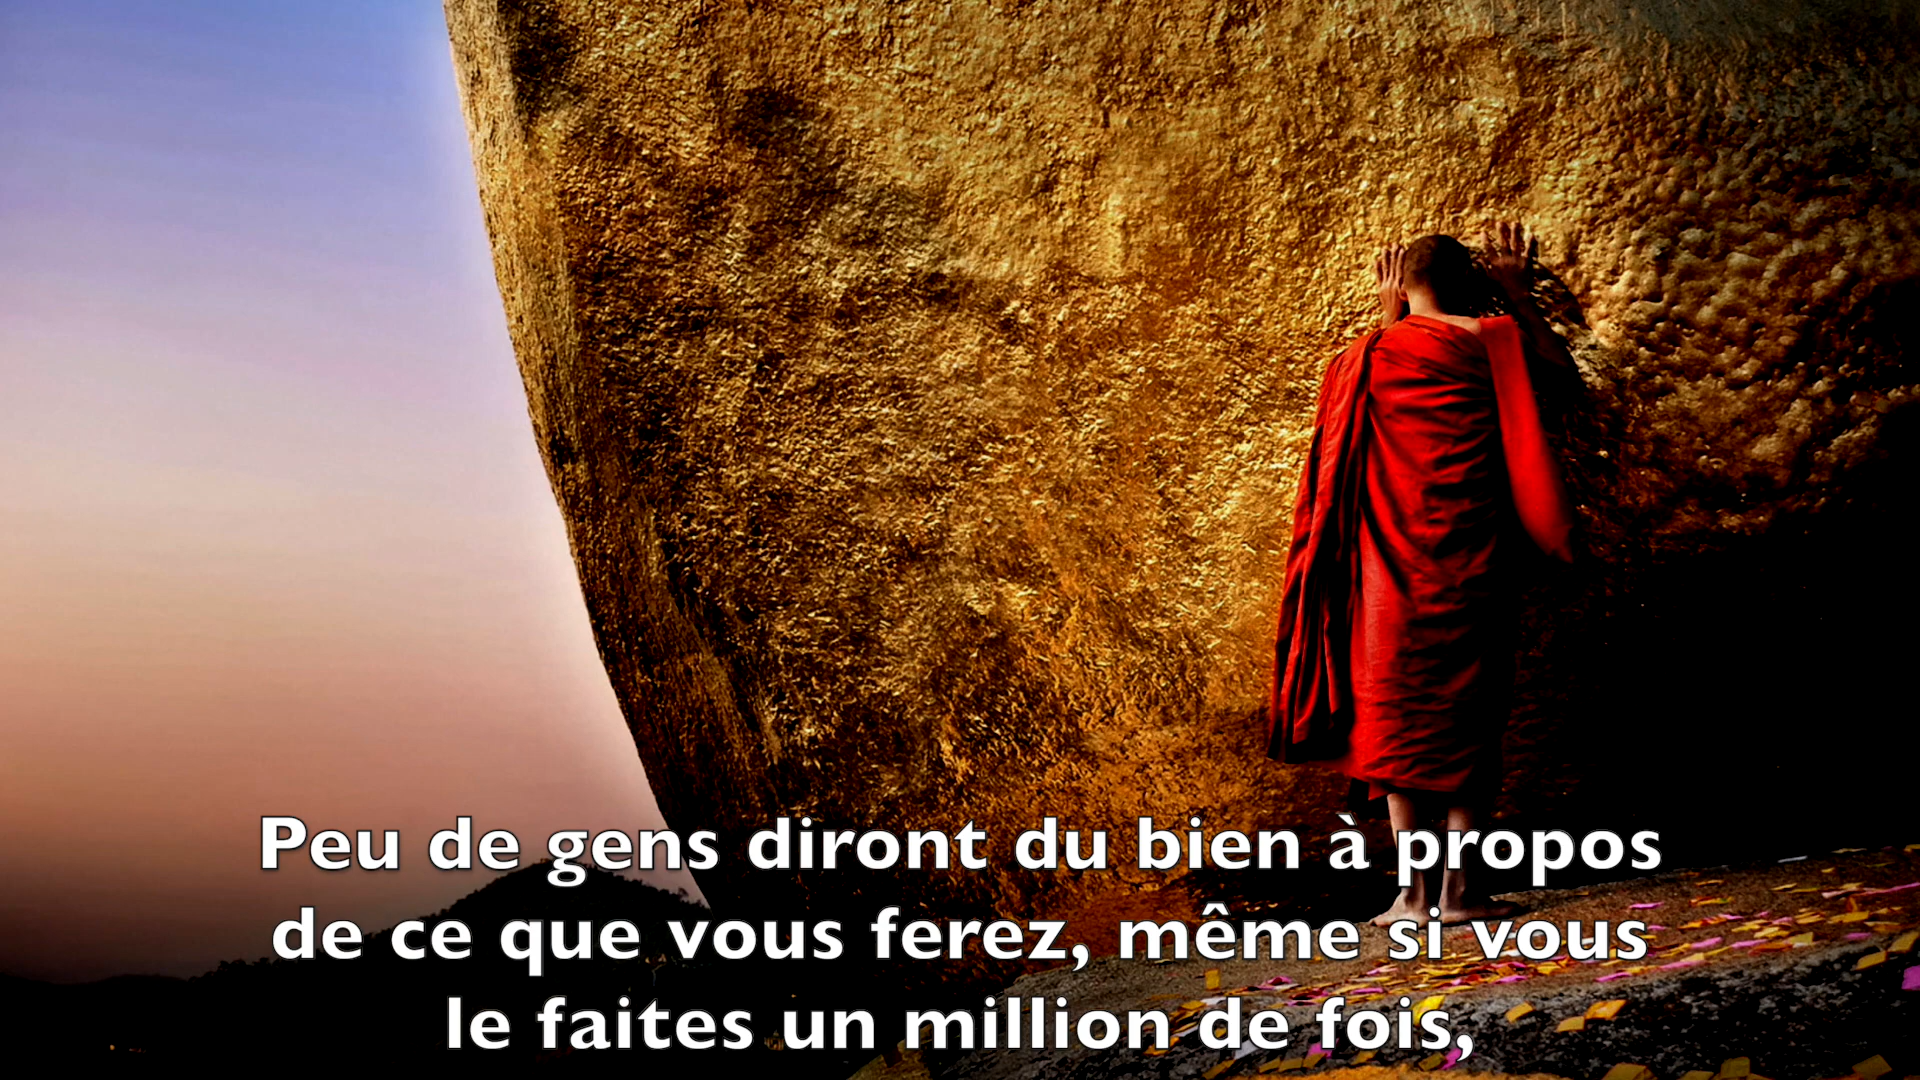 Peu de gens diront du bien à propos
de ce que vous ferez, même si vous
le faites un million de fois,